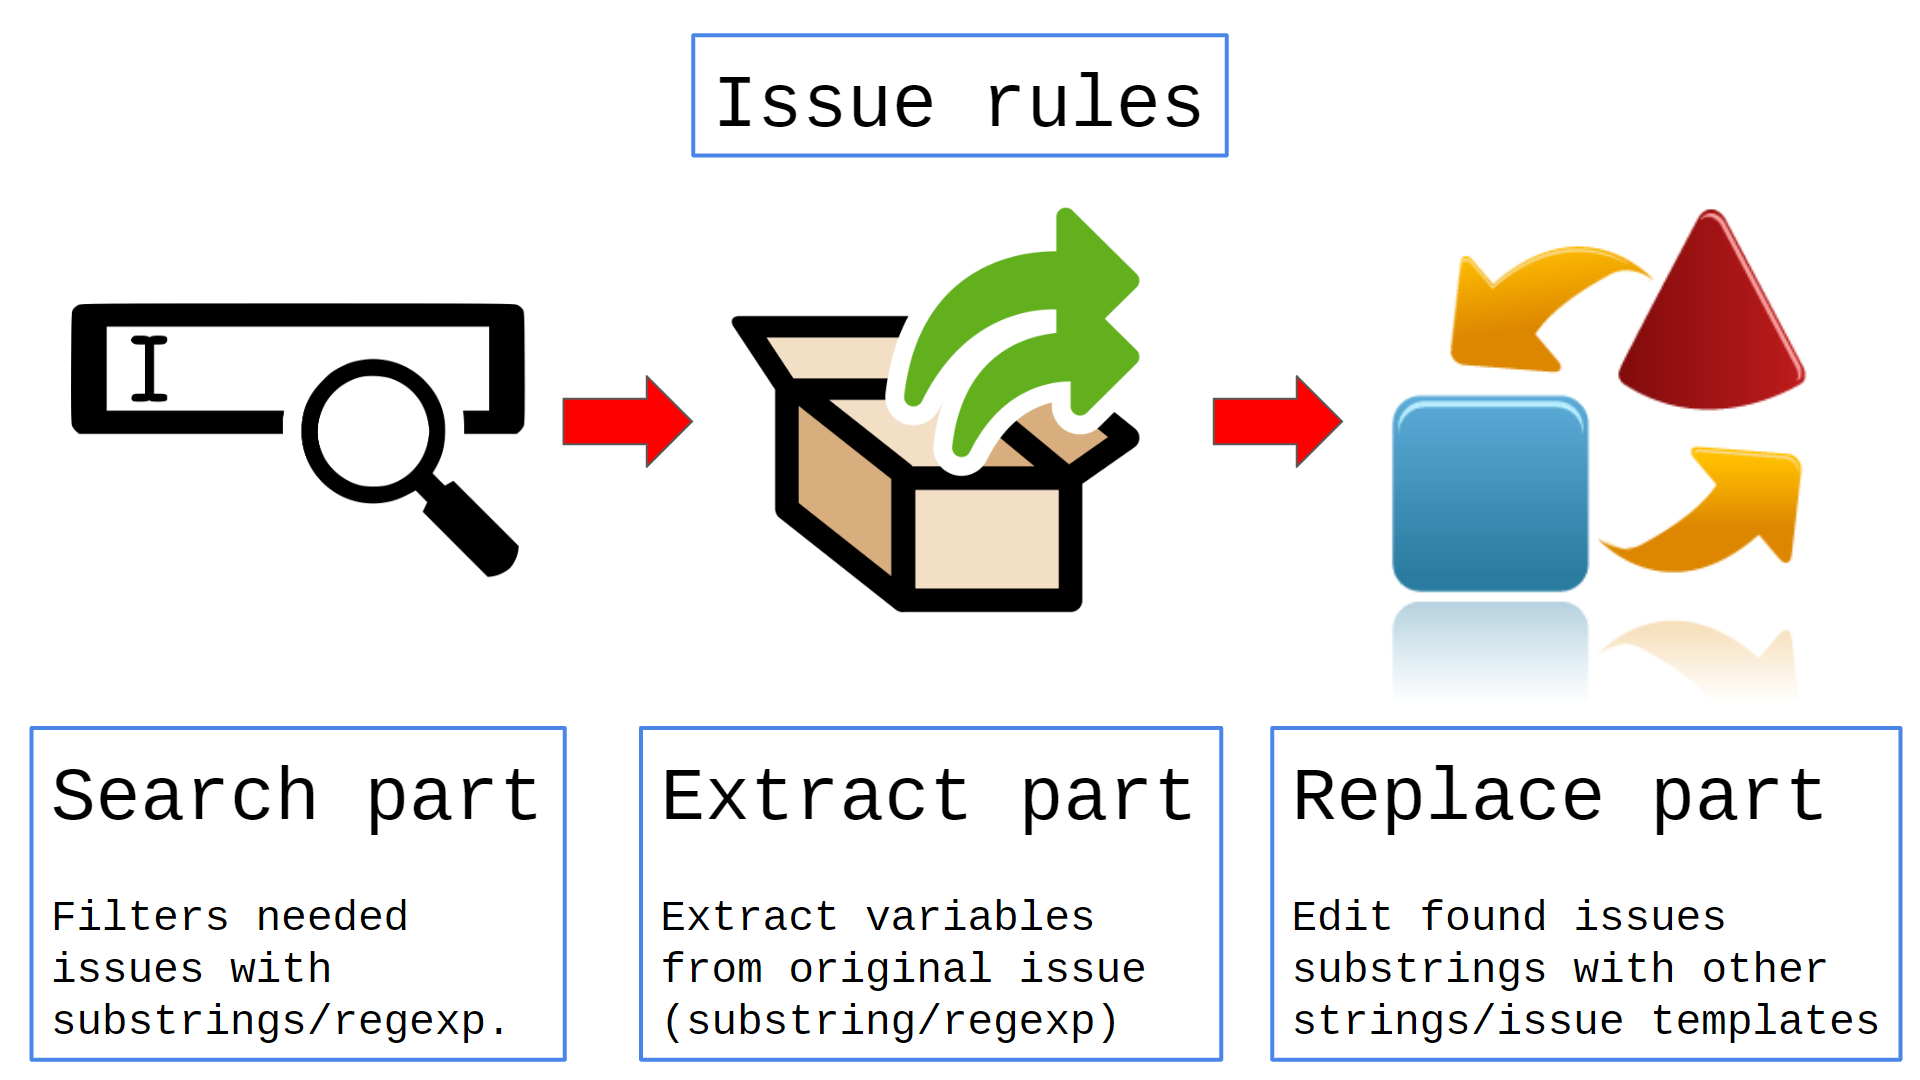 Issue rules
Search part
Filters needed
issues with
substrings/regexp.
Extract part
Extract variables
from original issue
(substring/regexp)
Replace part
Edit found issues
substrings with other
strings/issue templates